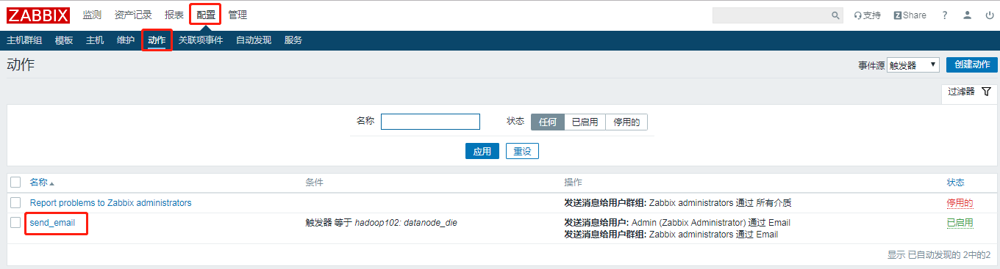 ZABBIX 监测 资产记录 报表 配置 管理 支持 Z Share ?
主机群组 模板 主机 维护 动作 关联项事件 自动发现 服务
动作 事件源 触发器 创建动作
过滤器
名称 状态 任何 已启用 停用的
应用 重设
名称 条件 操作 状态
Report problems to Zabbix administrators 发送消息给用户群组: Zabbix administrators 通过 所有介质 停用的
send_email 触发器 等于 hadoop102: datanode_die 发送消息给用户: Admin (Zabbix Administrator) 通过 Email 已启用
发送消息给用户群组: Zabbix administrators 通过 Email
显示 已自动发现的 2中的2